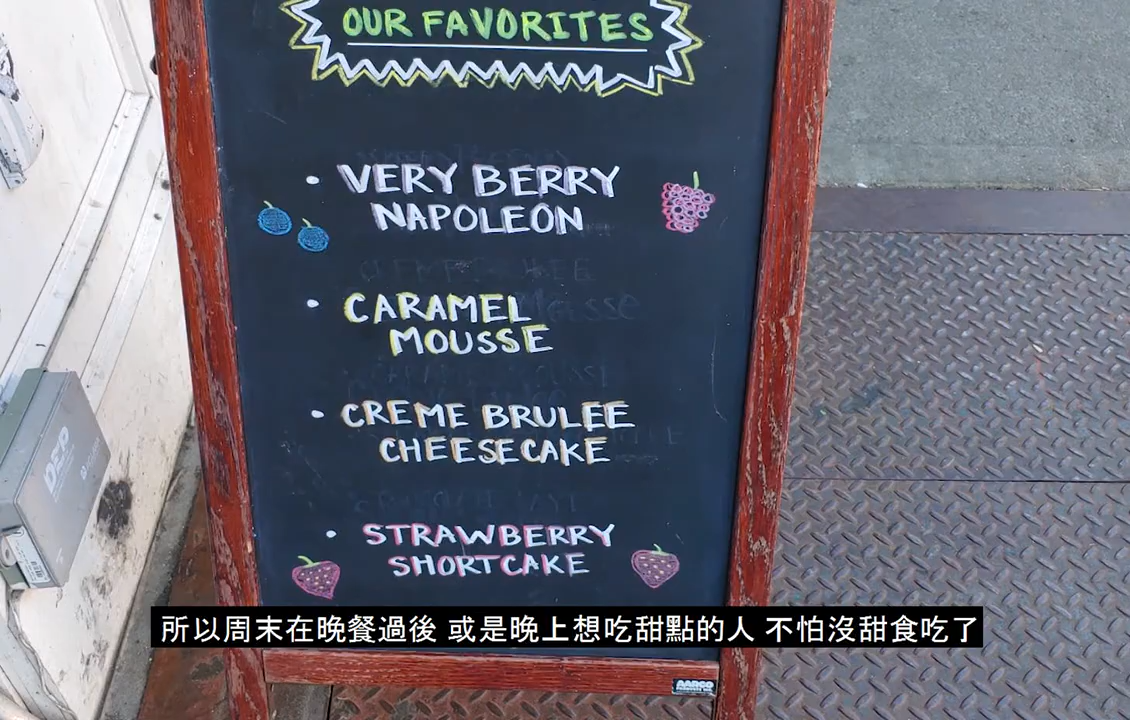 OUR FAVORITES
• VERY BERRY
NAPOLEON
• CARAMEL
MOUSSE
• CREME BRULEE
CHEESECAKE
• STRAWBERRY
SHORTCAKE
DEP
所以周末在晚餐過後 或是晚上想吃甜點的人 不怕沒甜食吃了
AARCO